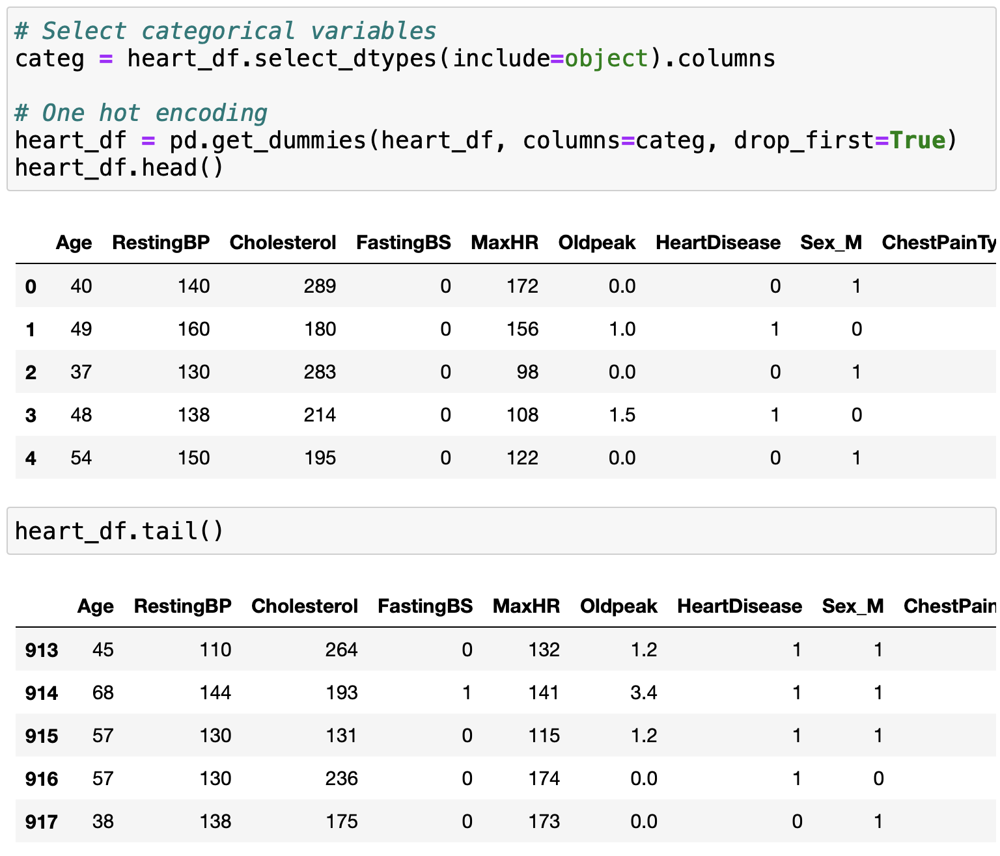 # Select categorical variables
categ = heart_df.select_dtypes(include=object).columns
# One hot encoding
heart_df = pd.get_dummies(heart_df, columns=categ, drop_first=True)
heart_df.head()
Age RestingBP Cholesterol FastingBS MaxHR Oldpeak HeartDisease Sex_M ChestPainTy
0 40 140 289 0 172 0.0 0 1
1 49 160 180 0 156 1.0 1 0
2 37 130 283 0 98 0.0 0 1
3 48 138 214 0 108 1.5 1 0
4 54 150 195 0 122 0.0 0 1
heart_df.tail()
Age RestingBP Cholesterol FastingBS MaxHR Oldpeak HeartDisease Sex_M ChestPain
913 45 110 264 0 132 1.2 1 1
914 68 144 193 1 141 3.4 1 1
915 57 130 131 0 115 1.2 1 1
916 57 130 236 0 174 0.0 1 0
917 38 138 175 0 173 0.0 0 1